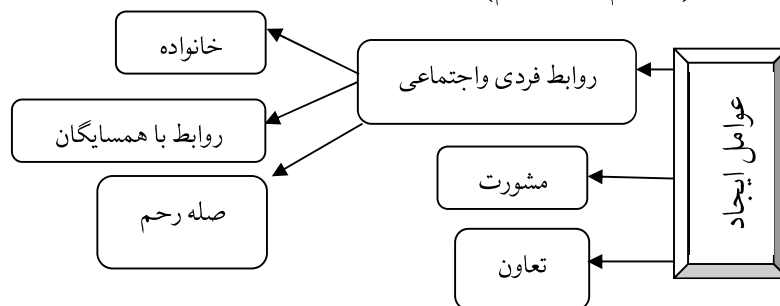 عوامل ایجاد
روابط فردی واجتماعی
خانواده
روابط با همسایگان
صله رحم
مشورت
تعاون